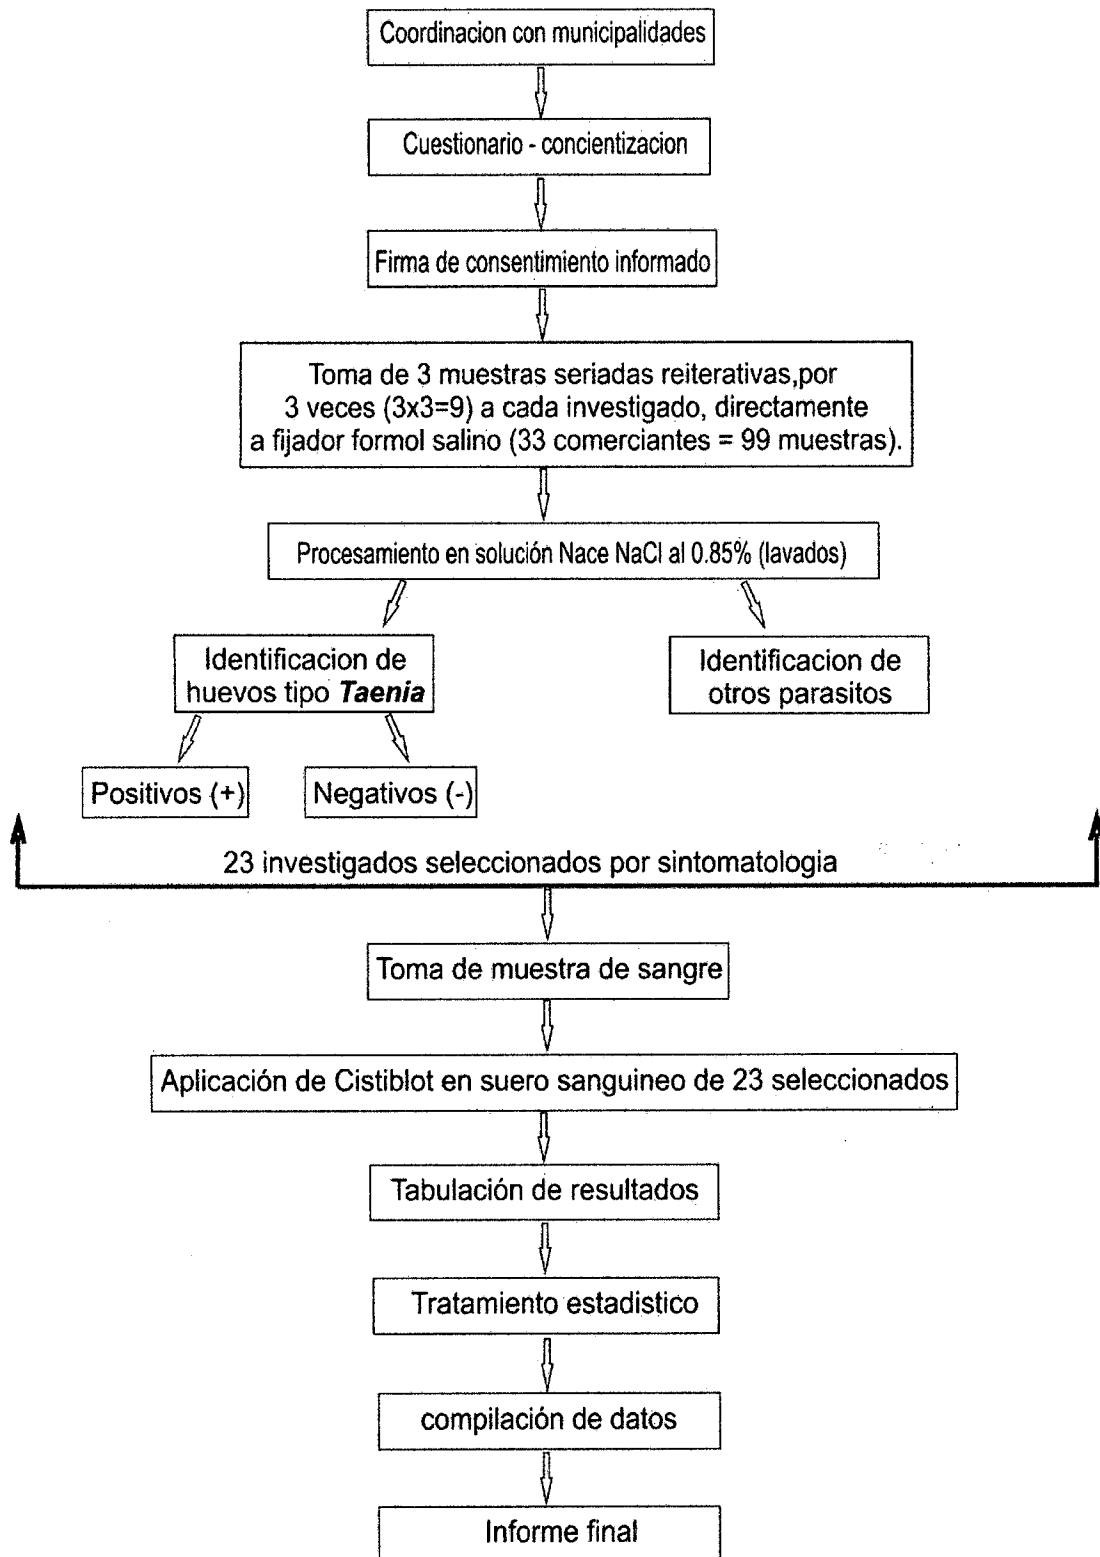 Coordinacion con municipalidades
Cuestionario - concientizacion
Firma de consentimiento informado
Toma de 3 muestras seriadas reiterativas,por
3 veces (3x3=9) a cada investigado, directamente
a fijador formol salino (33 comerciantes = 99 muestras).
Procesamiento en solución Nace NaCl al 0.85% (lavados)
Identificacion de
huevos tipo Taenia
Identificacion de
otros parasitos
Positivos (+)
Negativos (-)
23 investigados seleccionados por sintomatologia
Toma de muestra de sangre
Aplicación de Cistiblot en suero sanguineo de 23 seleccionados
Tabulación de resultados
Tratamiento estadistico
compilación de datos
Informe final